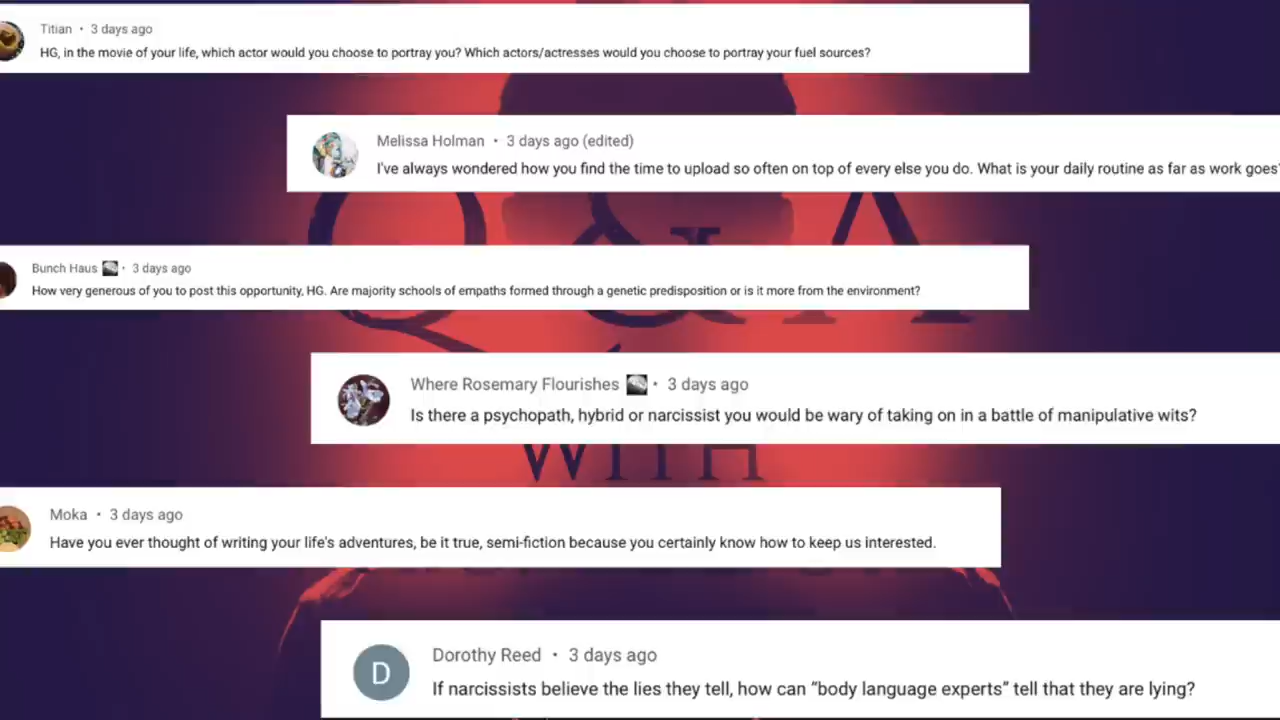 Titian • 3 days ago
HG, in the movie of your life, which actor would you choose to portray you? Which actors/actresses would you choose to portray your fuel sources?
Melissa Holman • 3 days ago (edited)
I've always wondered how you find the time to upload so often on top of every else you do. What is your daily routine as far as work goes?
Q & A
Bunch Haus • 3 days ago
How very generous of you to post this opportunity, HG. Are majority schools of empaths formed through a genetic predisposition or is it more from the environment?
Where Rosemary Flourishes • 3 days ago
Is there a psychopath, hybrid or narcissist you would be wary of taking on in a battle of manipulative wits?
WITH
Moka • 3 days ago
Have you ever thought of writing your life's adventures, be it true, semi-fiction because you certainly know how to keep us interested.
D
Dorothy Reed • 3 days ago
If narcissists believe the lies they tell, how can “body language experts” tell that they are lying?